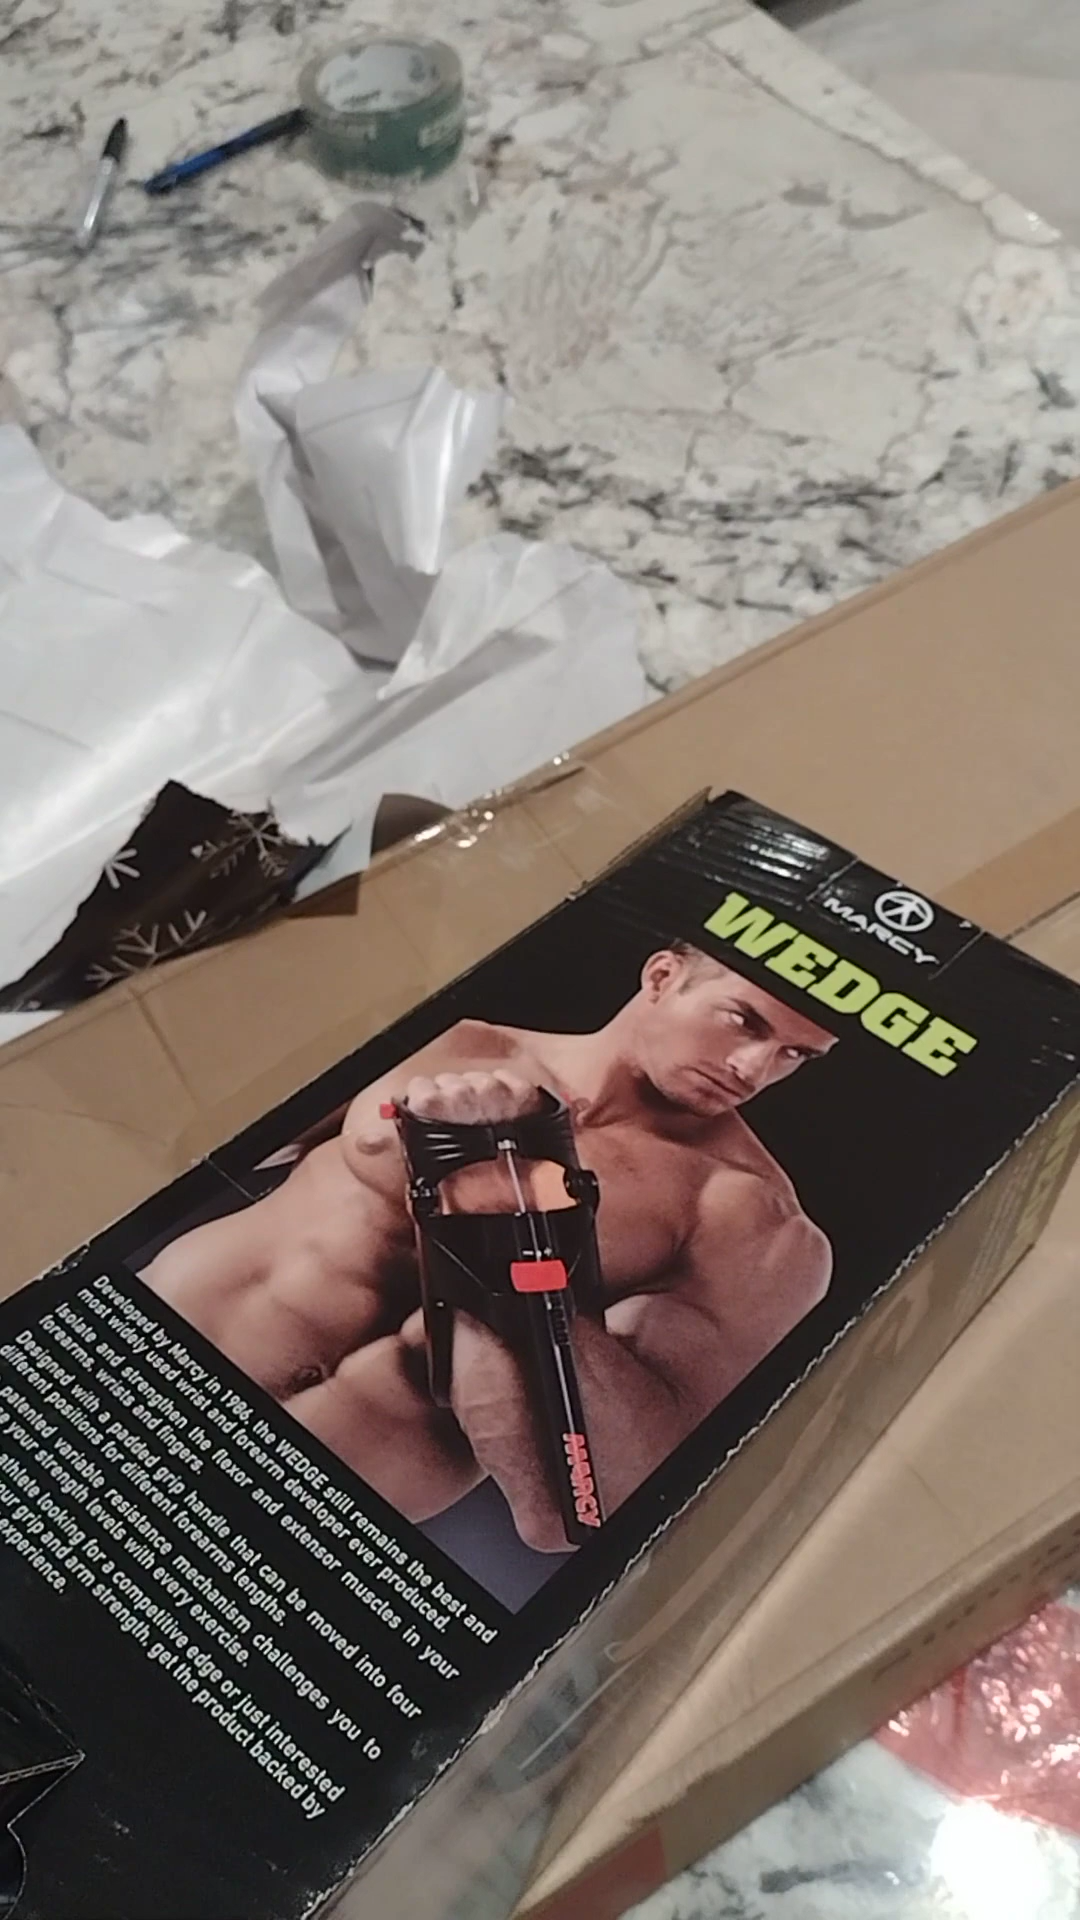 MARCY
WEDGE
MARCY
Developed by Marcy in 1986, the WEDGE still remains the best and
most widely used wrist and forearm developer ever produced.
Isolate and strengthen the flexor and extensor muscles in your
forearms, wrists and fingers.
Designed with a padded grip handle that can be moved into four
different positions for different forearms lengths.
patented variable resistance mechanism challenges you to
your strength levels with every exercise.
athlete looking for a competitive edge or just interested
our grip and arm strength, get the product backed by
experience.